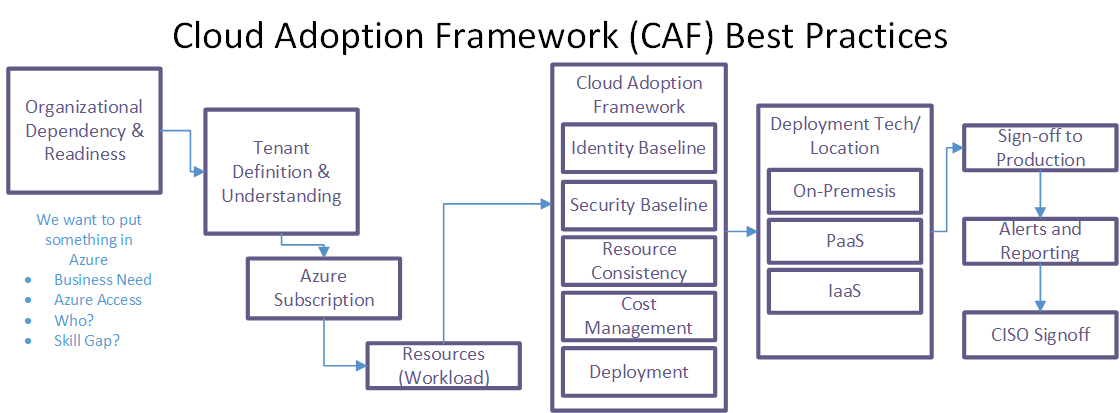 Cloud Adoption Framework (CAF) Best Practices
Organizational
Dependency &
Readiness
We want to put
something in
Azure
• Business Need
• Azure Access
• Who?
• Skill Gap?
Tenant
Definition &
Understanding
Azure
Subscription
Resources
(Workload)
Cloud Adoption
Framework
Identity Baseline
Security Baseline
Resource
Consistency
Cost
Management
Deployment
Deployment Tech/
Location
On-Premesis
PaaS
IaaS
Sign-off to
Production
Alerts and
Reporting
CISO Signoff